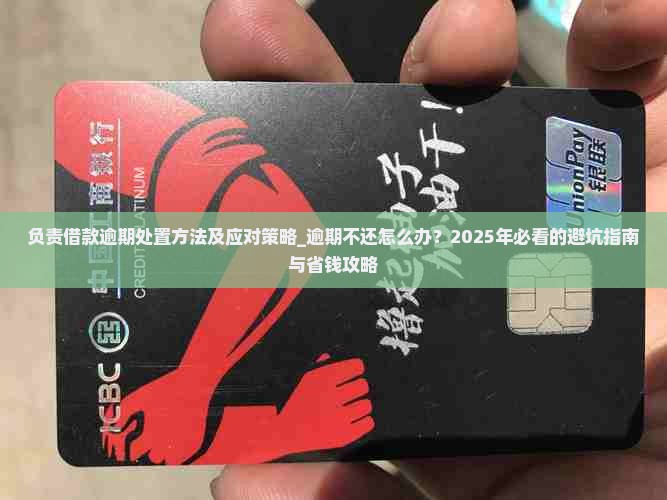 负责借款逾期处置方法及应对策略_逾期不还怎么办？2025年必看的避坑指南
与省钱攻略
中国工商银行
CREDIT PLATINUM
ICBC
撸起袖子
加油干！
UnionPay
银联